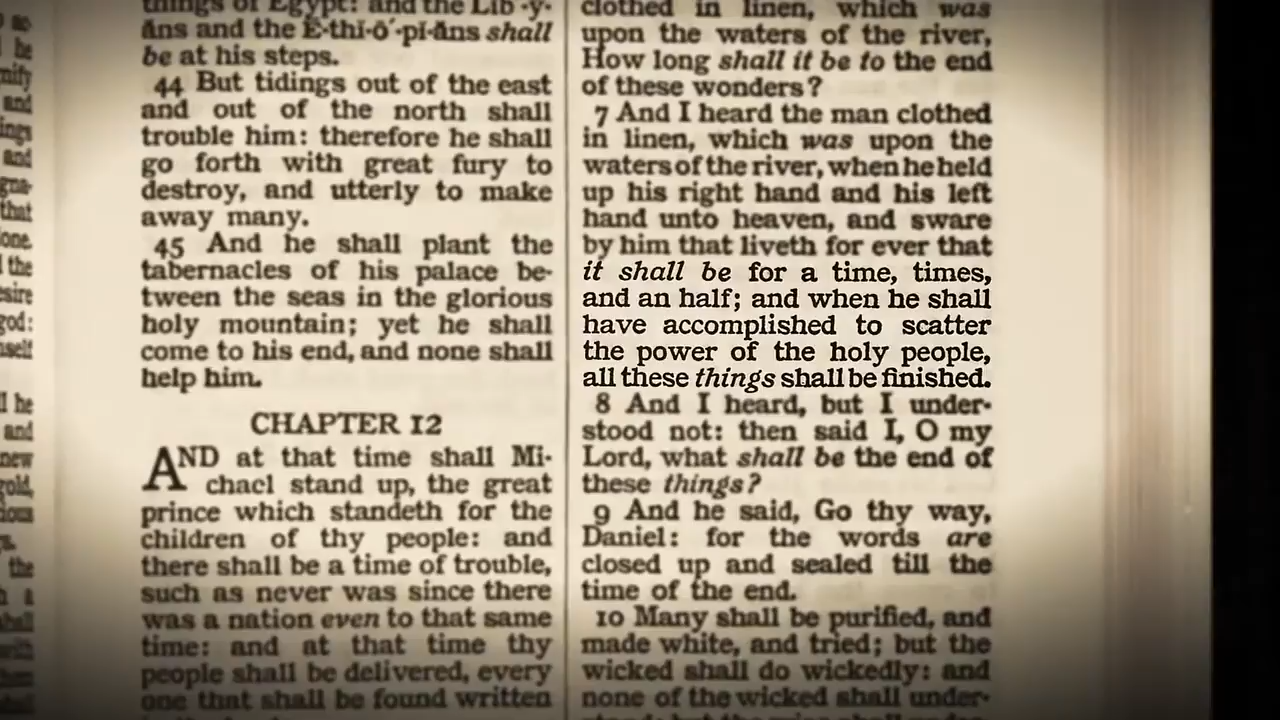 things of Egypt: and the Lib-y-
ăns and the Ē-thĭ-ō´-pĭ-ăns shall
be at his steps.
44 But tidings out of the east
and out of the north shall
trouble him: therefore he shall
go forth with great fury to
destroy, and utterly to make
away many.
45 And he shall plant the
tabernacles of his palace be-
tween the seas in the glorious
holy mountain; yet he shall
come to his end, and none shall
help him.
CHAPTER 12
AND at that time shall Mi-
chael stand up, the great
prince which standeth for the
children of thy people: and
there shall be a time of trouble,
such as never was since there
was a nation even to that same
time: and at that time thy
people shall be delivered, every
one that shall be found written
clothed in linen, which was
upon the waters of the river,
How long shall it be to the end
of these wonders?
7 And I heard the man clothed
in linen, which was upon the
waters of the river, when he held
up his right hand and his left
hand unto heaven, and sware
by him that liveth for ever that
it shall be for a time, times,
and an half; and when he shall
have accomplished to scatter
the power of the holy people,
all these things shall be finished.
8 And I heard, but I under-
stood not: then said I, O my
Lord, what shall be the end of
these things?
9 And he said, Go thy way,
Daniel: for the words are
closed up and sealed till the
time of the end.
10 Many shall be purified, and
made white, and tried; but the
wicked shall do wickedly: and
none of the wicked shall under-